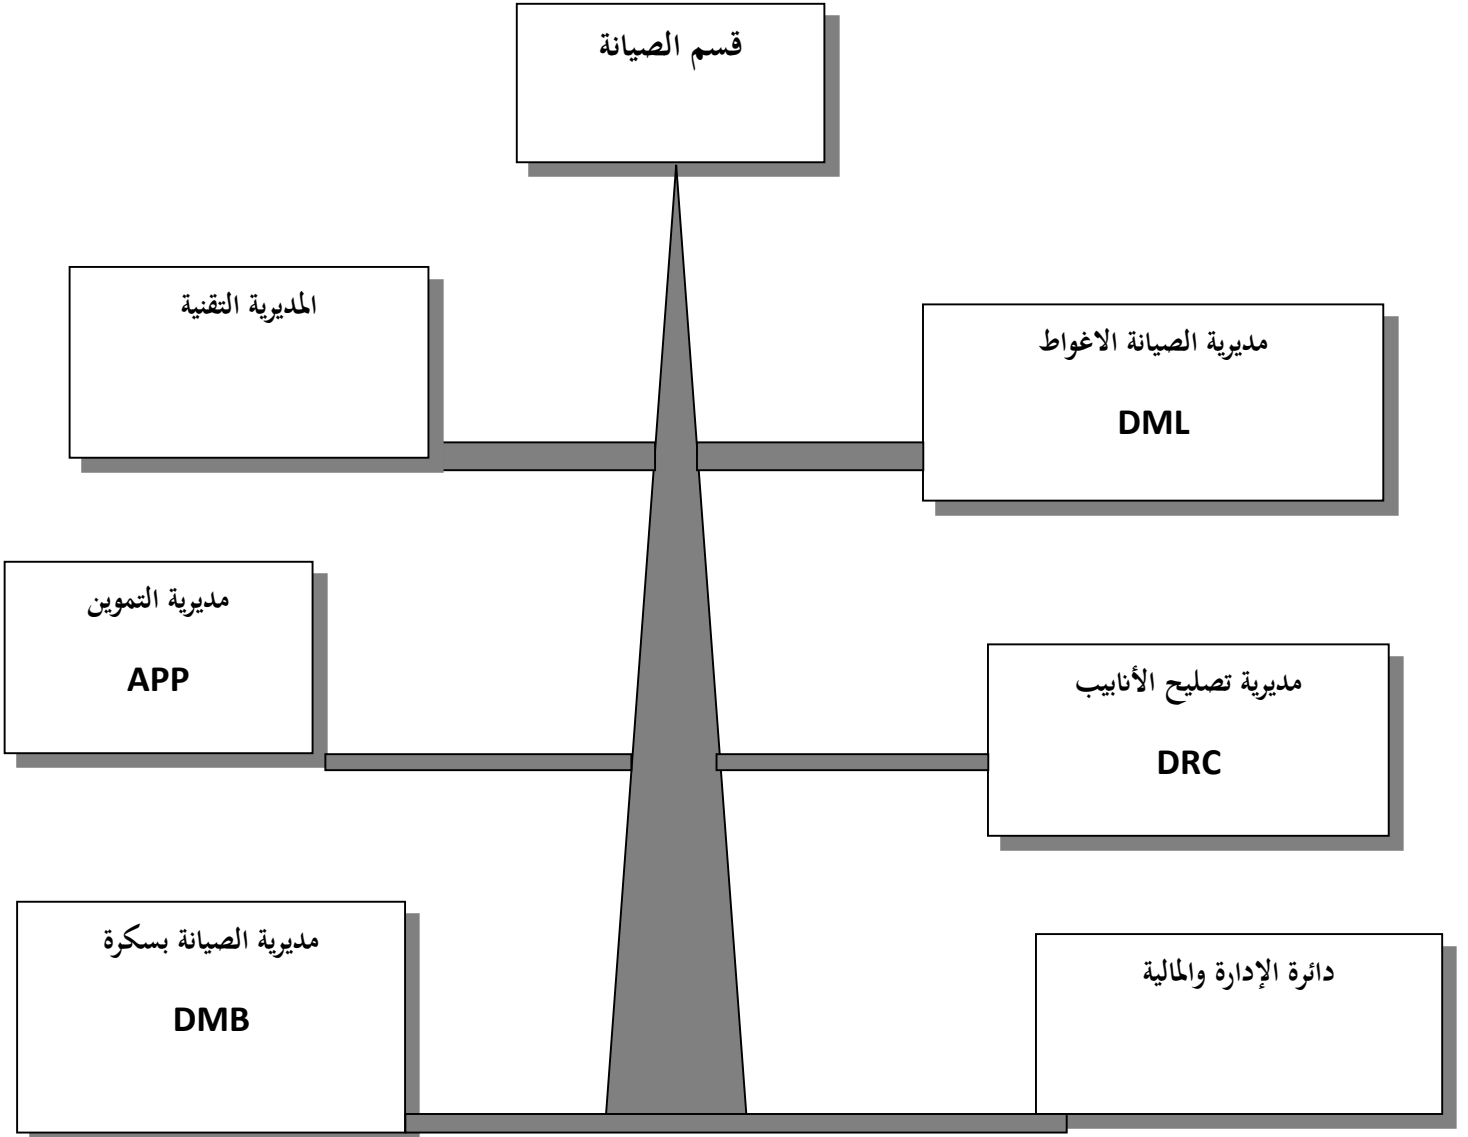 قسم الصيانة
المديرية التقنية
مديرية الصيانة الاغواط
DML
مديرية التموين
APP
مديرية تصليح الأنابيب
DRC
مديرية الصيانة بسكرة
DMB
دائرة الإدارة والمالية